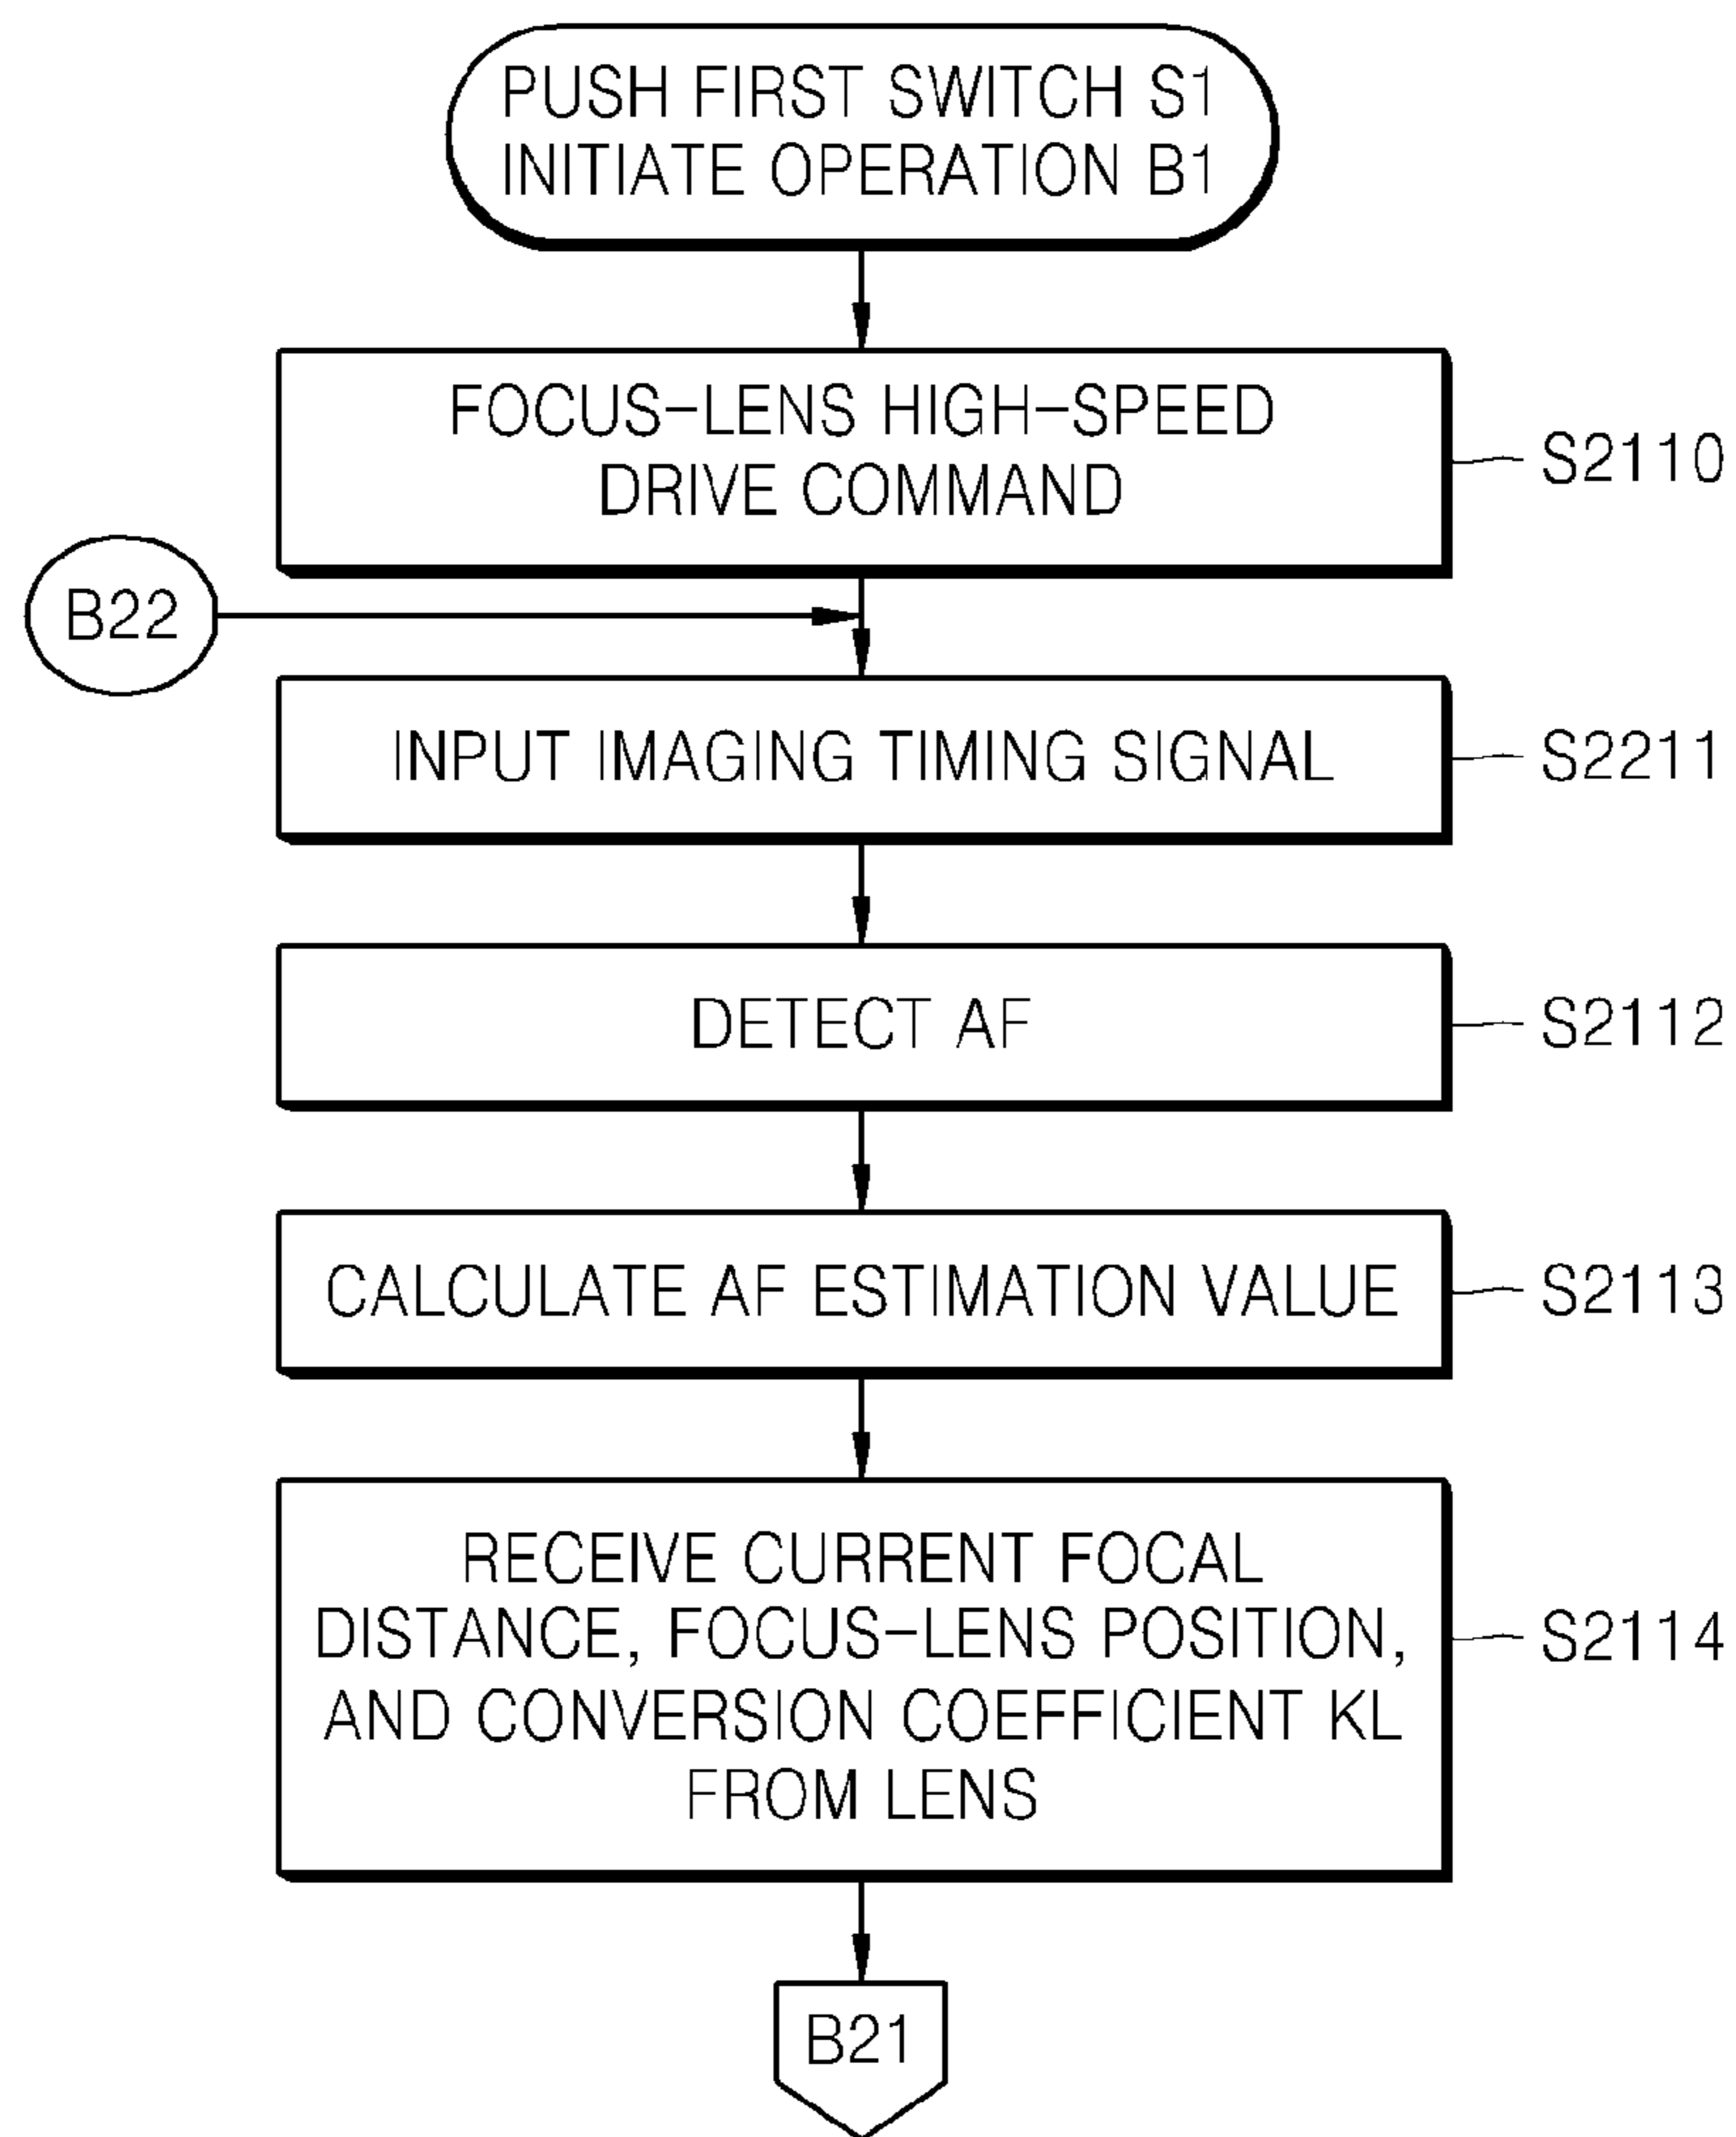 PUSH FIRST SWITCH S1
INITIATE OPERATION B1
FOCUS-LENS HIGH-SPEED
DRIVE COMMAND
S2110
B22
INPUT IMAGING TIMING SIGNAL
S2211
DETECT AF
S2112
CALCULATE AF ESTIMATION VALUE
S2113
RECEIVE CURRENT FOCAL
DISTANCE, FOCUS-LENS POSITION,
AND CONVERSION COEFFICIENT KL
FROM LENS
S2114
B21